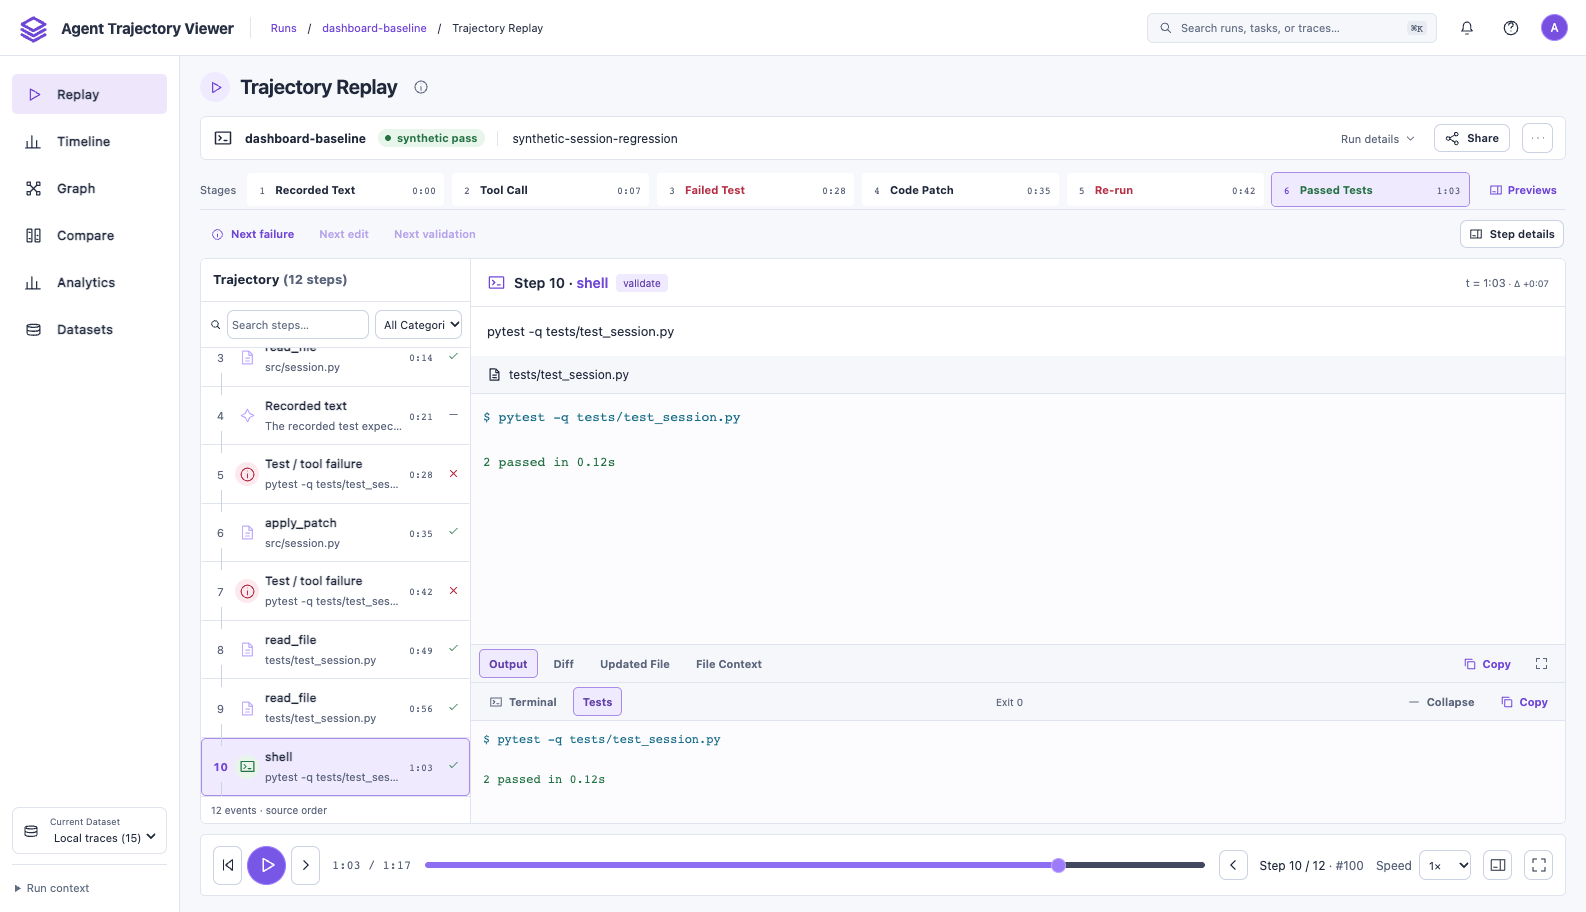 Agent Trajectory Viewer
Runs / dashboard-baseline / Trajectory Replay
Search runs, tasks, or traces... ⌘K
A
Replay
Timeline
Graph
Compare
Analytics
Datasets
Current Dataset
Local traces (15)
Run context
Trajectory Replay
dashboard-baseline synthetic pass synthetic-session-regression
Run details Share ...
Stages 1 Recorded Text 0:00 2 Tool Call 0:07 3 Failed Test 0:28 4 Code Patch 0:35 5 Re-run 0:42 6 Passed Tests 1:03 Previews
Next failure Next edit Next validation Step details
Trajectory (12 steps)
Search steps... All Categori
3 read_file 0:14
src/session.py
4 Recorded text 0:21
The recorded test expec...
5 Test / tool failure 0:28
pytest -q tests/test_ses...
6 apply_patch 0:35
src/session.py
7 Test / tool failure 0:42
pytest -q tests/test_ses...
8 read_file 0:49
tests/test_session.py
9 read_file 0:56
tests/test_session.py
10 shell 1:03
pytest -q tests/test_ses...
12 events · source order
Step 10 · shell validate t = 1:03 · Δ +0:07
pytest -q tests/test_session.py
tests/test_session.py
$ pytest -q tests/test_session.py
2 passed in 0.12s
Output Diff Updated File File Context Copy
Terminal Tests Exit 0 Collapse Copy
$ pytest -q tests/test_session.py
2 passed in 0.12s
1:03 / 1:17 Step 10 / 12 · #100 Speed 1×